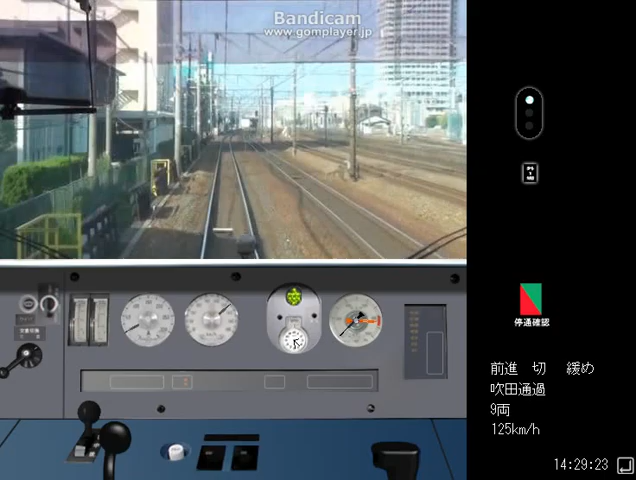 Bandicam
www.gomplayer.jp
停通確認
前進 切 緩め
吹田通過
9両
125km/h
14:29:23